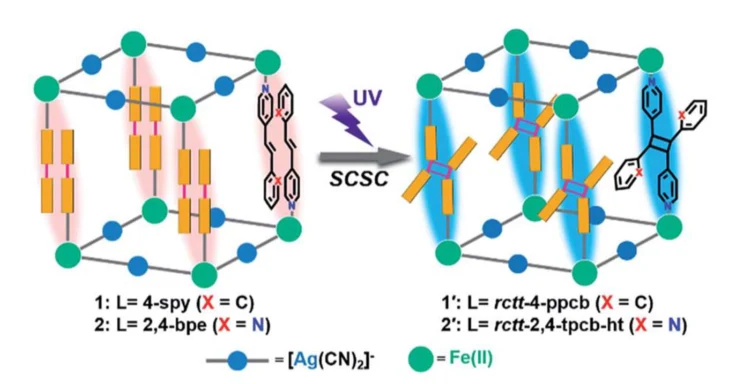 N
X
X
N
UV
SCSC
N
X
X
N
1: L= 4-spy (X = C)
2: L= 2,4-bpe (X = N)
1′: L= rctt-4-ppcb (X = C)
2′: L= rctt-2,4-tpcb-ht (X = N)
= [Ag(CN)₂]⁻
= Fe(II)